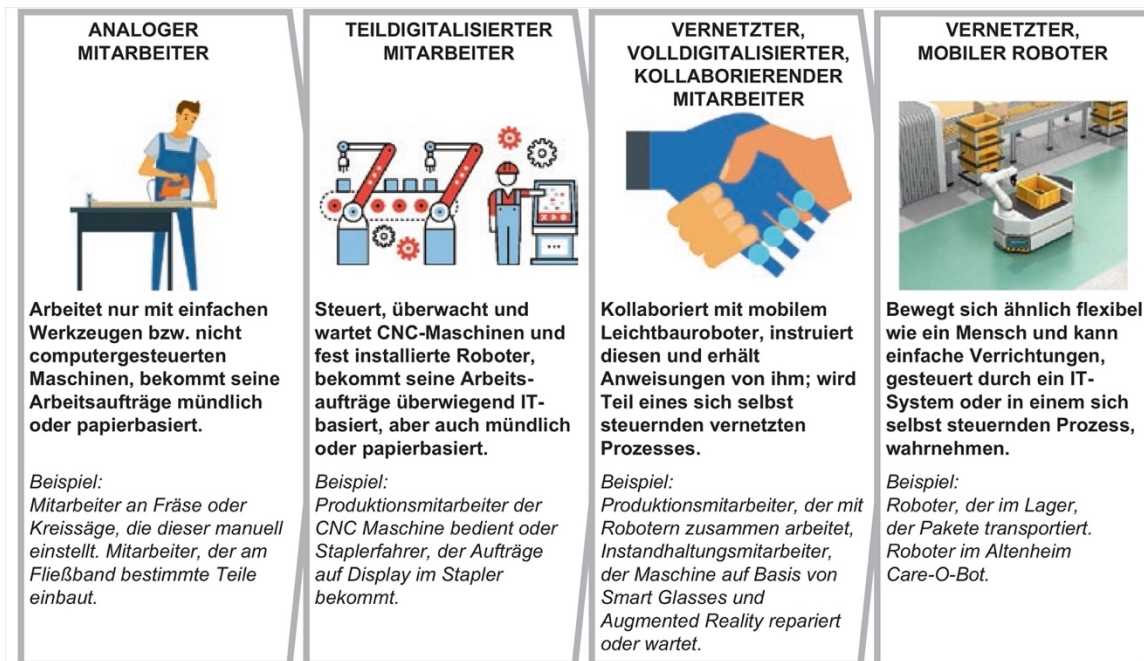 ANALOGER
MITARBEITER
Arbeitet nur mit einfachen
Werkzeugen bzw. nicht
computergesteuerten
Maschinen, bekommt seine
Arbeitsaufträge mündlich
oder papierbasiert.
Beispiel:
Mitarbeiter an Fräse oder
Kreissäge, die dieser manuell
einstellt. Mitarbeiter, der am
Fließband bestimmte Teile
einbaut.
TEILDIGITALISIERTER
MITARBEITER
Steuert, überwacht und
wartet CNC-Maschinen und
fest installierte Roboter,
bekommt seine Arbeits-
aufträge überwiegend IT-
basiert, aber auch mündlich
oder papierbasiert.
Beispiel:
Produktionsmitarbeiter der
CNC Maschine bedient oder
Staplerfahrer, der Aufträge
auf Display im Stapler
bekommt.
VERNETZTER,
VOLLDIGITALISIERTER,
KOLLABORIERENDER
MITARBEITER
Kollaboriert mit mobilem
Leichtbauroboter, instruiert
diesen und erhält
Anweisungen von ihm; wird
Teil eines sich selbst
steuernden vernetzten
Prozesses.
Beispiel:
Produktionsmitarbeiter, der mit
Robotern zusammen arbeitet,
Instandhaltungsmitarbeiter,
der Maschine auf Basis von
Smart Glasses und
Augmented Reality repariert
oder wartet.
VERNETZTER,
MOBILER ROBOTER
Bewegt sich ähnlich flexibel
wie ein Mensch und kann
einfache Verrichtungen,
gesteuert durch ein IT-
System oder in einem sich
selbst steuernden Prozess,
wahrnehmen.
Beispiel:
Roboter, der im Lager,
der Pakete transportiert.
Roboter im Altenheim
Care-O-Bot.